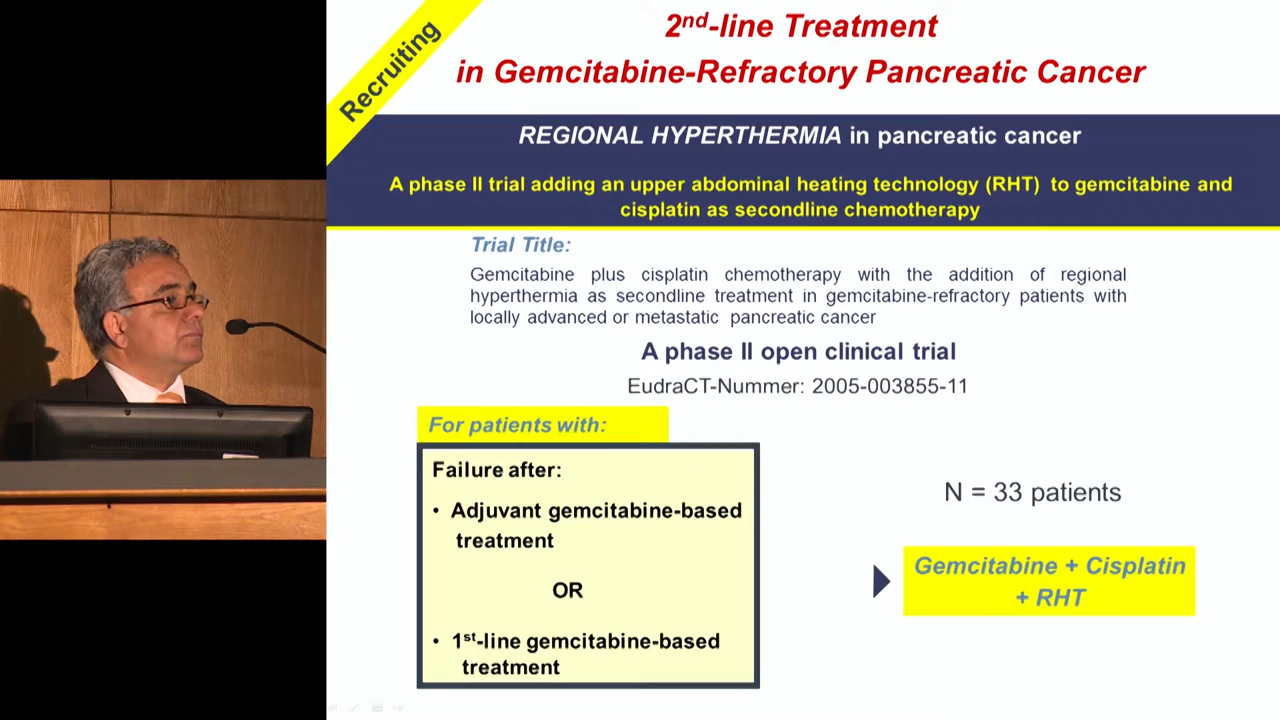 Recruiting
2nd-line Treatment
in Gemcitabine-Refractory Pancreatic Cancer
REGIONAL HYPERTHERMIA in pancreatic cancer
A phase II trial adding an upper abdominal heating technology (RHT) to gemcitabine and
cisplatin as secondline chemotherapy
Trial Title:
Gemcitabine plus cisplatin chemotherapy with the addition of regional
hyperthermia as secondline treatment in gemcitabine-refractory patients with
locally advanced or metastatic pancreatic cancer
A phase II open clinical trial
EudraCT-Nummer: 2005-003855-11
For patients with:
Failure after:
• Adjuvant gemcitabine-based
treatment
OR
• 1st-line gemcitabine-based
treatment
N = 33 patients
Gemcitabine + Cisplatin
+ RHT